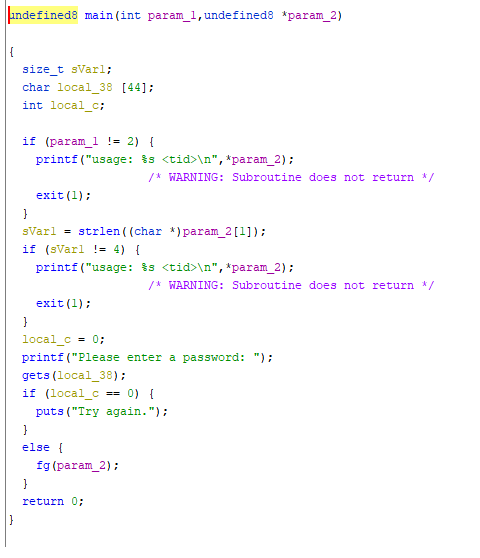 undefined8 main(int param_1,undefined8 *param_2)
{
size_t sVar1;
char local_38 [44];
int local_c;
if (param_1 != 2) {
printf("usage: %s <tid>\n",*param_2);
/* WARNING: Subroutine does not return */
exit(1);
}
sVar1 = strlen((char *)param_2[1]);
if (sVar1 != 4) {
printf("usage: %s <tid>\n",*param_2);
/* WARNING: Subroutine does not return */
exit(1);
}
local_c = 0;
printf("Please enter a password: ");
gets(local_38);
if (local_c == 0) {
puts("Try again.");
}
else {
fg(param_2);
}
return 0;
}